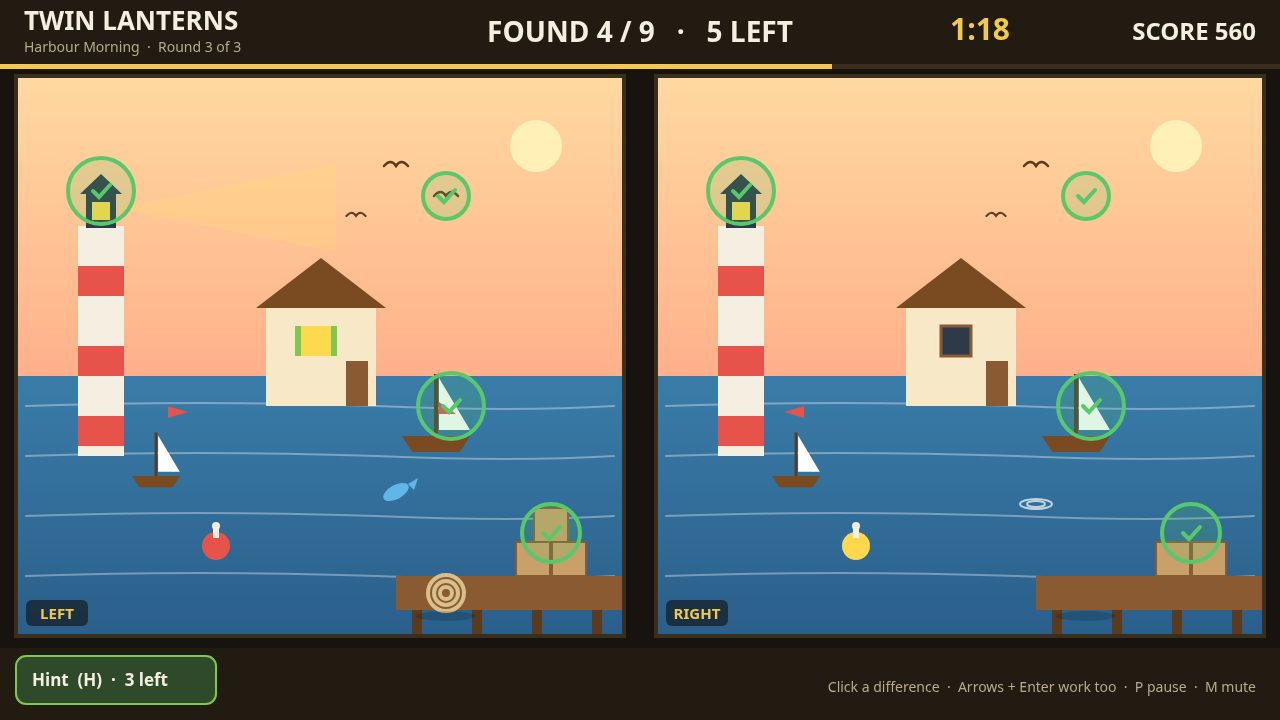 TWIN LANTERNS
Harbour Morning · Round 3 of 3
FOUND 4 / 9 · 5 LEFT
1:18
SCORE 560
LEFT
RIGHT
Hint (H) · 3 left
Click a difference · Arrows + Enter work too · P pause · M mute